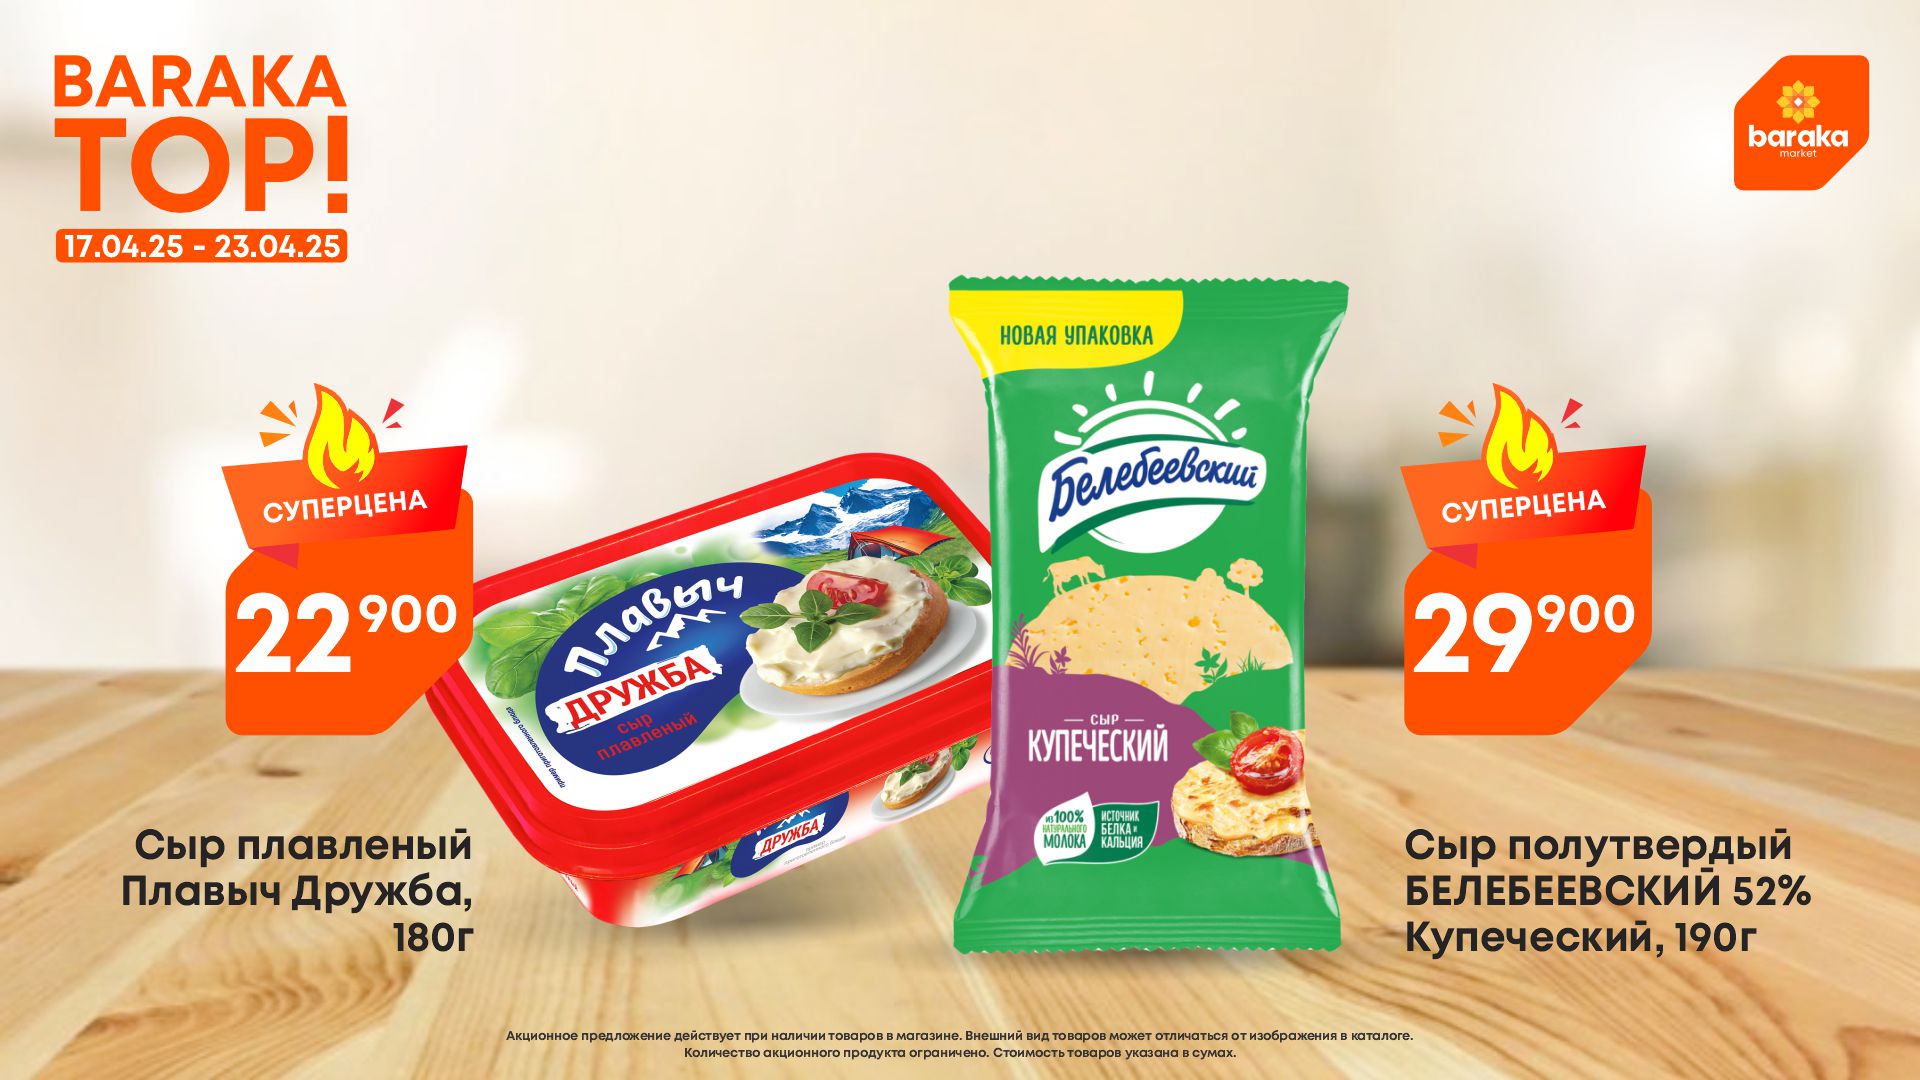 BARAKA
TOP!
17.04.25 - 23.04.25
baraka
market
СУПЕРЦЕНА
22 900
Сыр плавленый
Плавыч Дружба,
180г
Плавыч
ДРУЖБА
сыр
плавленый
пример приготовленного блюда
ДРУЖБА
НОВАЯ УПАКОВКА
Белебеевский
СЫР
КУПЕЧЕСКИЙ
ИЗ 100%
НАТУРАЛЬНОГО
МОЛОКА
ИСТОЧНИК
БЕЛКА И
КАЛЬЦИЯ
СУПЕРЦЕНА
29 900
Сыр полутвердый
БЕЛЕБЕЕВСКИЙ 52%
Купеческий, 190г
Акционное предложение действует при наличии товаров в магазине. Внешний вид товаров может отличаться от изображения в каталоге.
Количество акционного продукта ограничено. Стоимость товаров указана в сумах.